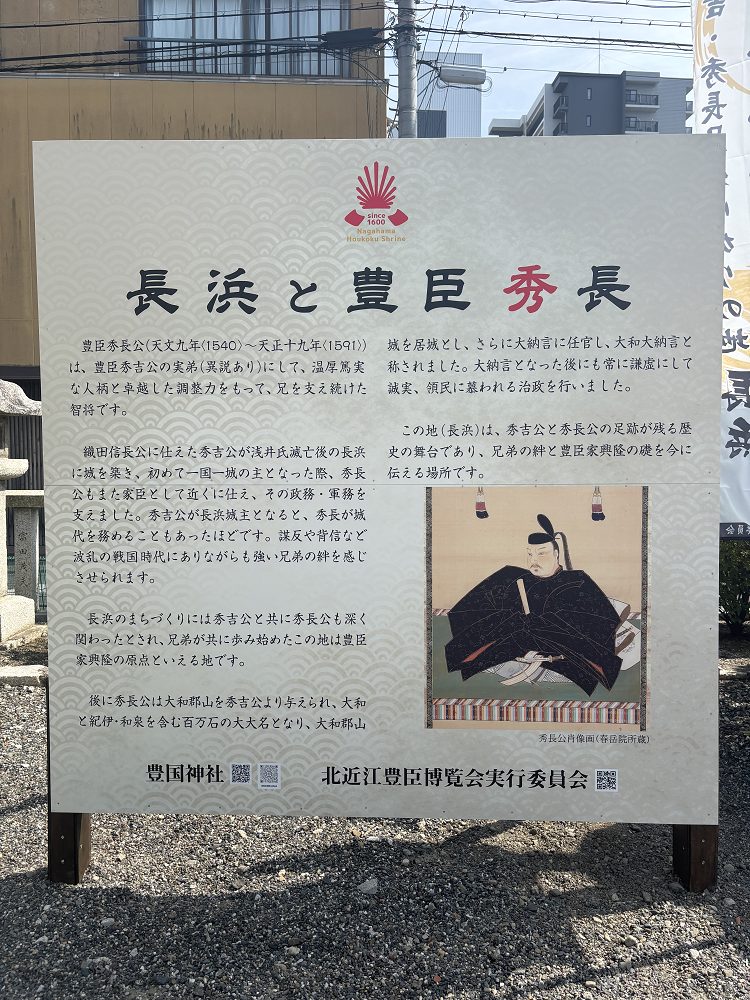 since
1600
Nagahama
Houkoku Shrine
長浜と豊臣秀長
豊臣秀長公(天文九年〈1540〉～天正十九年〈1591〉)
は、豊臣秀吉公の実弟(異説あり)にして、温厚篤実
な人柄と卓越した調整力をもって、兄を支え続けた
智将です。
織田信長公に仕えた秀吉公が浅井氏滅亡後の長浜
に城を築き、初めて一国一城の主となった際、秀長
公もまた家臣として近くに仕え、その政務・軍務を
支えました。秀吉公が長浜城主となると、秀長が城
代を務めることもあったほどです。謀反や背信など
波乱の戦国時代にありながらも強い兄弟の絆を感じ
させられます。
長浜のまちづくりには秀吉公と共に秀長公も深く
関わったとされ、兄弟が共に歩み始めたこの地は豊臣
家興隆の原点といえる地です。
後に秀長公は大和郡山を秀吉公より与えられ、大和
と紀伊・和泉を含む百万石の大大名となり、大和郡山
城を居城とし、さらに大納言に任官し、大和大納言と
称されました。大納言となった後にも常に謙虚にして
誠実、領民に慕われる治政を行いました。
この地(長浜)は、秀吉公と秀長公の足跡が残る歴
史の舞台であり、兄弟の絆と豊臣家興隆の礎を今に
伝える場所です。
秀長公肖像画(春岳院所蔵)
豊国神社
北近江豊臣博覧会実行委員会
吉・秀長
の地
長浜